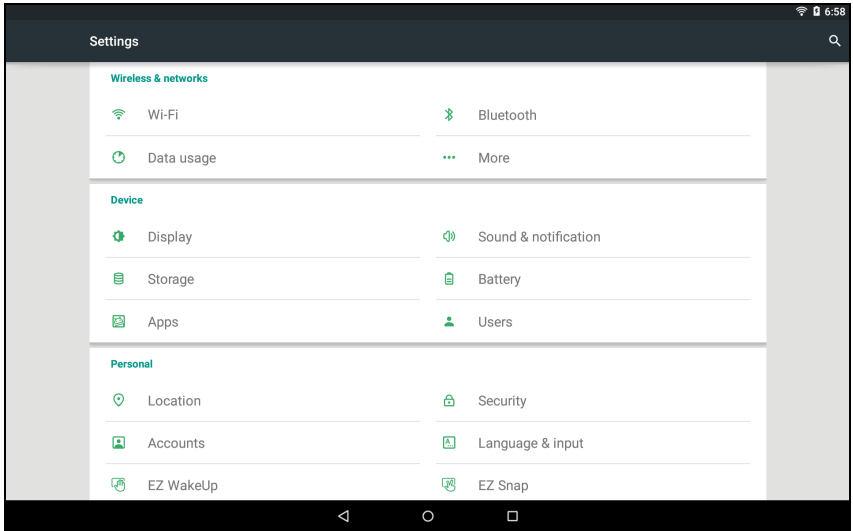 6:58
Settings
Wireless & networks
Wi-Fi
Bluetooth
Data usage
More
Device
Display
Sound & notification
Storage
Battery
Apps
Users
Personal
Location
Security
Accounts
Language & input
EZ WakeUp
EZ Snap